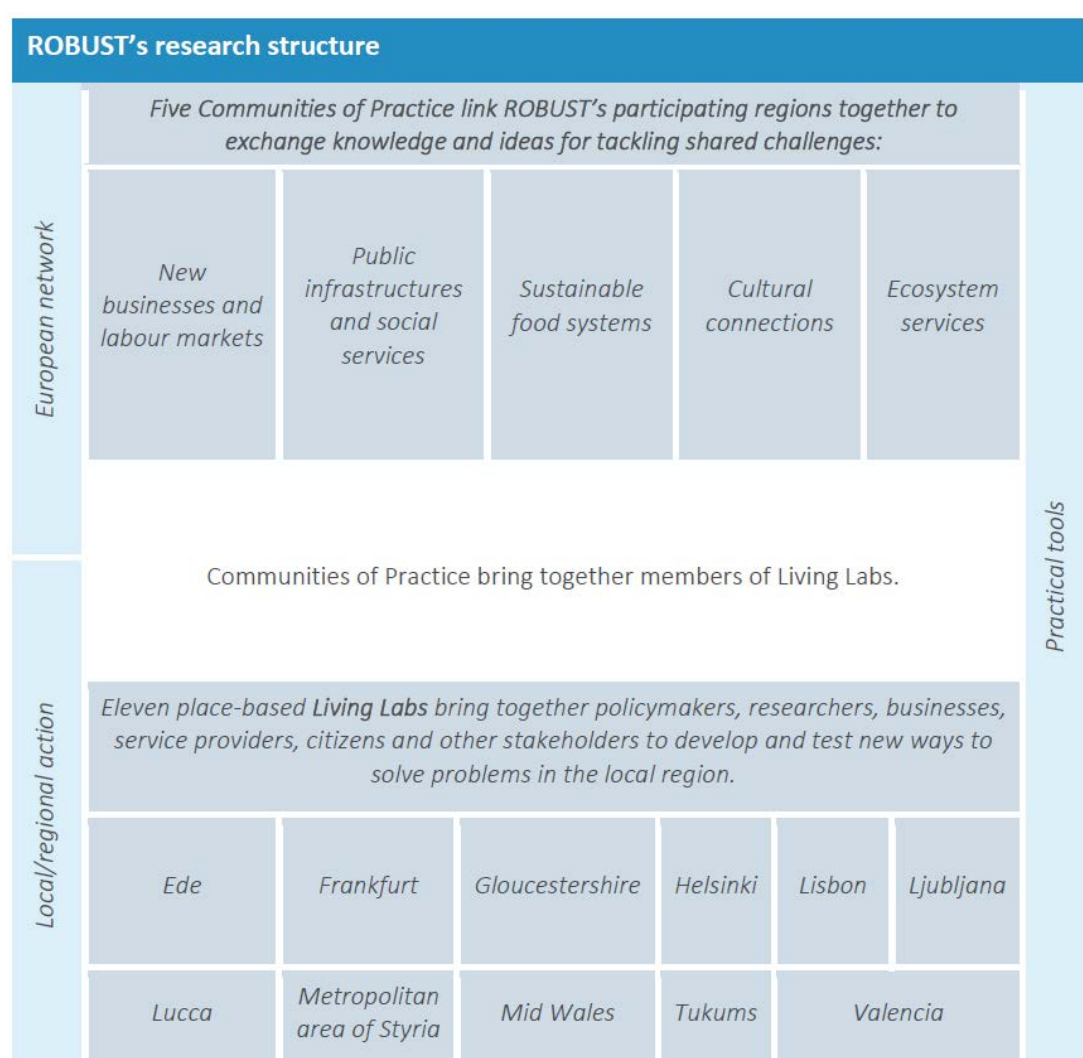 ROBUST's research structure
Five Communities of Practice link ROBUST's participating regions together to
exchange knowledge and ideas for tackling shared challenges:
European network
New
businesses and
labour markets
Public
infrastructures
and social
services
Sustainable
food systems
Cultural
connections
Ecosystem
services
Communities of Practice bring together members of Living Labs.
Practical tools
Local/regional action
Eleven place-based Living Labs bring together policymakers, researchers, businesses,
service providers, citizens and other stakeholders to develop and test new ways to
solve problems in the local region.
Ede
Frankfurt
Gloucestershire
Helsinki
Lisbon
Ljubljana
Lucca
Metropolitan
area of Styria
Mid Wales
Tukums
Valencia